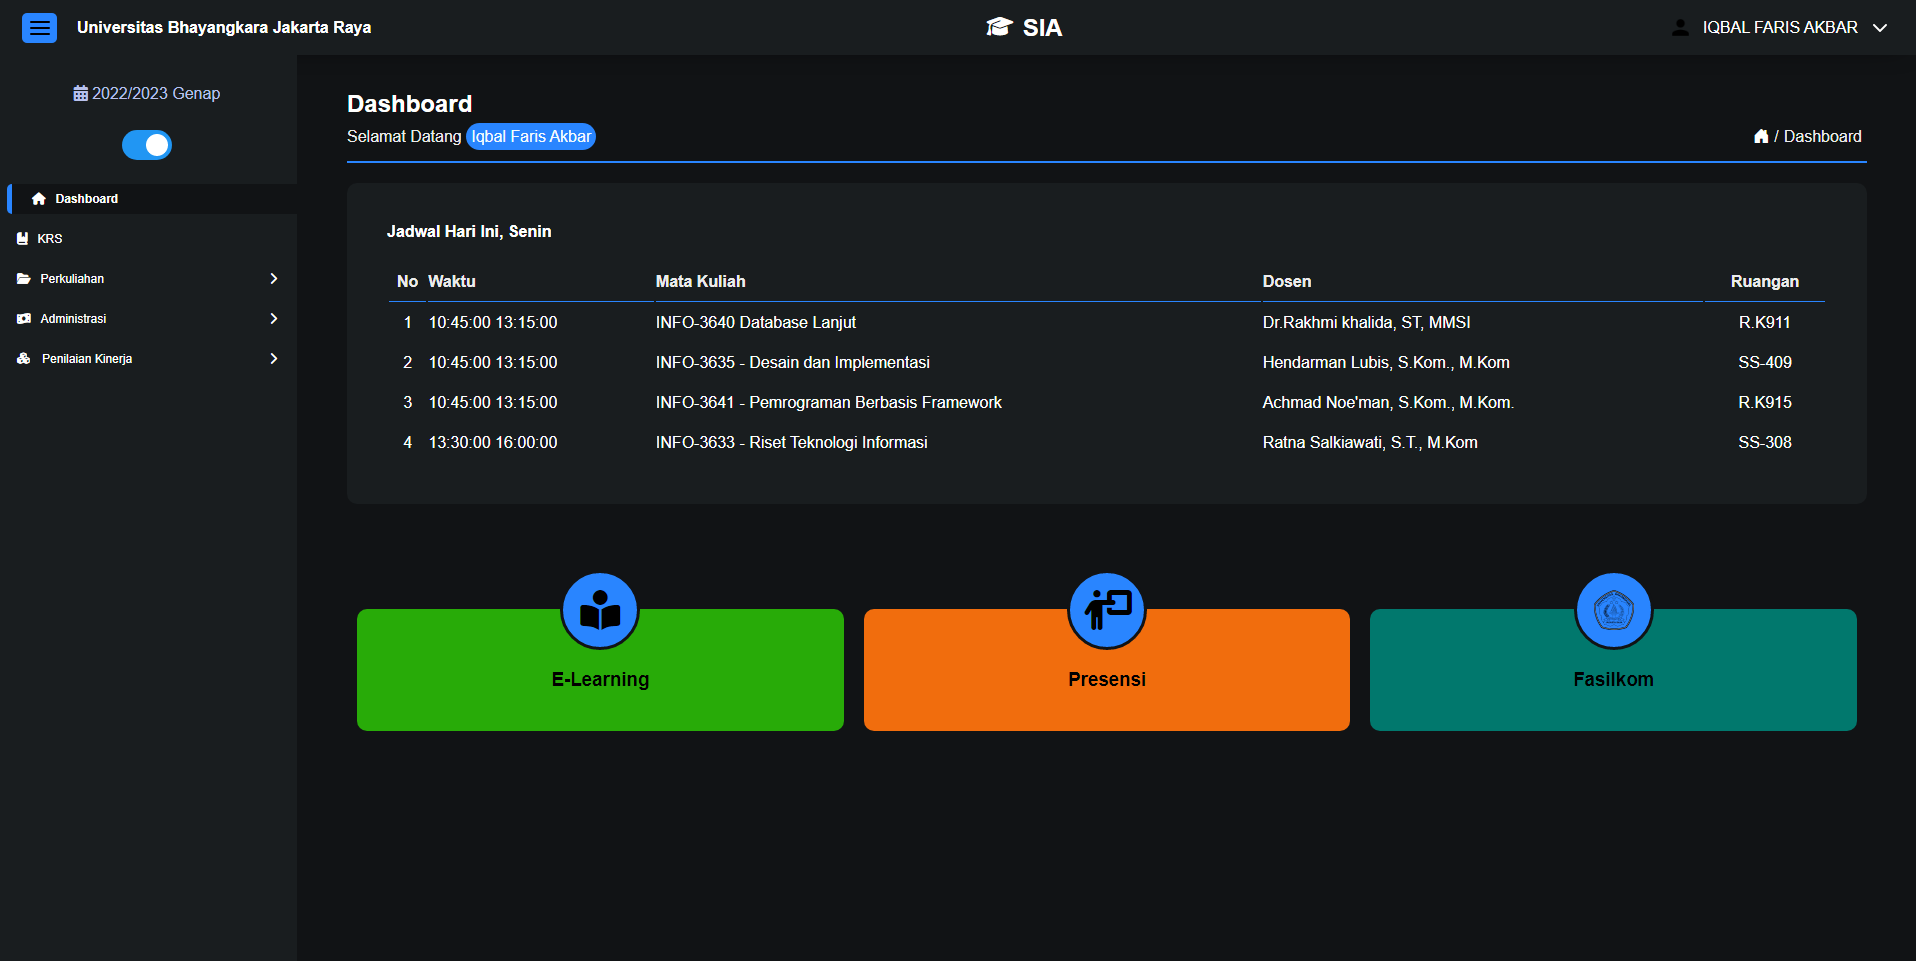 Universitas Bhayangkara Jakarta Raya
SIA
IQBAL FARIS AKBAR
2022/2023 Genap
Dashboard
KRS
Perkuliahan
Administrasi
Penilaian Kinerja
Dashboard
Selamat Datang Iqbal Faris Akbar
/ Dashboard
Jadwal Hari Ini, Senin
No Waktu Mata Kuliah Dosen Ruangan
1 10:45:00 13:15:00 INFO-3640 Database Lanjut Dr.Rakhmi khalida, ST, MMSI R.K911
2 10:45:00 13:15:00 INFO-3635 - Desain dan Implementasi Hendarman Lubis, S.Kom., M.Kom SS-409
3 10:45:00 13:15:00 INFO-3641 - Pemrograman Berbasis Framework Achmad Noe'man, S.Kom., M.Kom. R.K915
4 13:30:00 16:00:00 INFO-3633 - Riset Teknologi Informasi Ratna Salkiawati, S.T., M.Kom SS-308
E-Learning
Presensi
Fasilkom